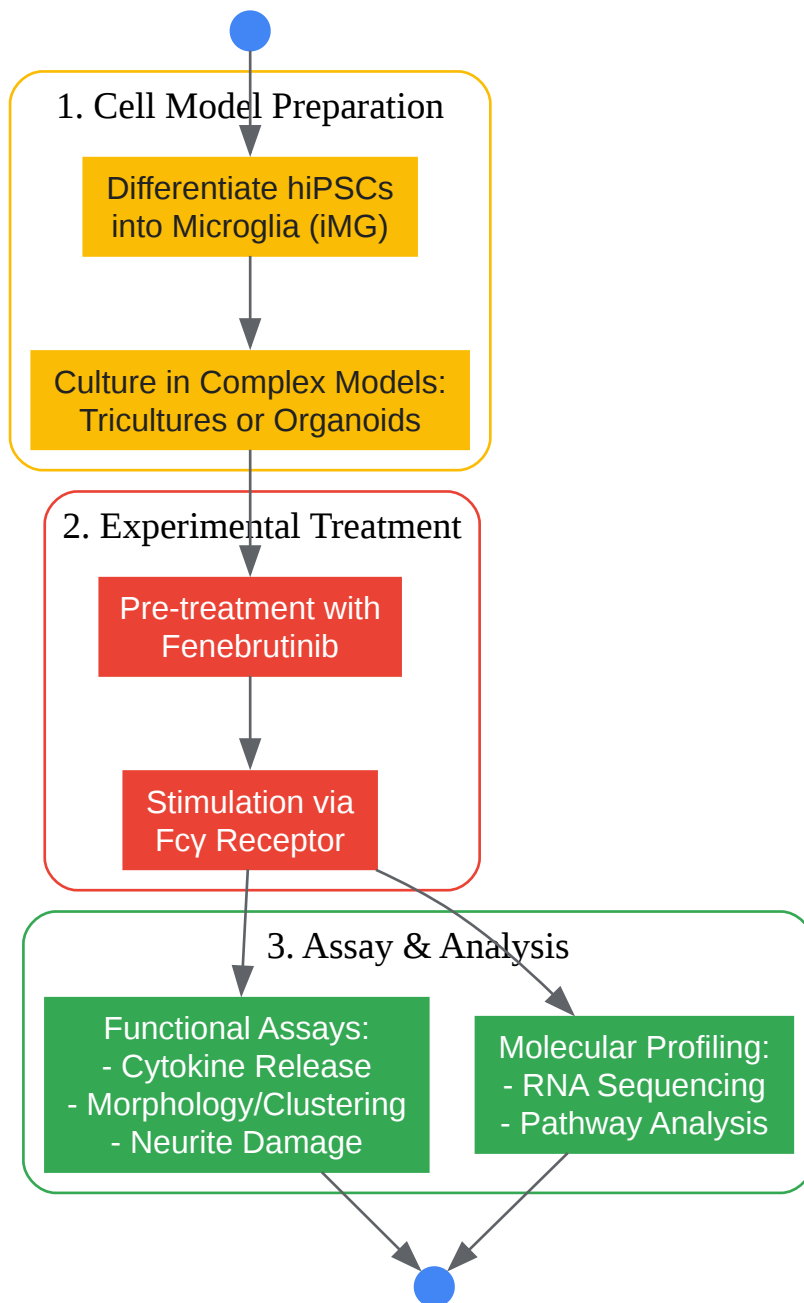 1. Cell Model Preparation
Differentiate hiPSCs
into Microglia (iMG)
Culture in Complex Models:
Tricultures or Organoids
2. Experimental Treatment
Pre-treatment with
Fenebrutinib
Stimulation via
Fcγ Receptor
3. Assay & Analysis
Functional Assays:
- Cytokine Release
- Morphology/Clustering
- Neurite Damage
Molecular Profiling:
- RNA Sequencing
- Pathway Analysis